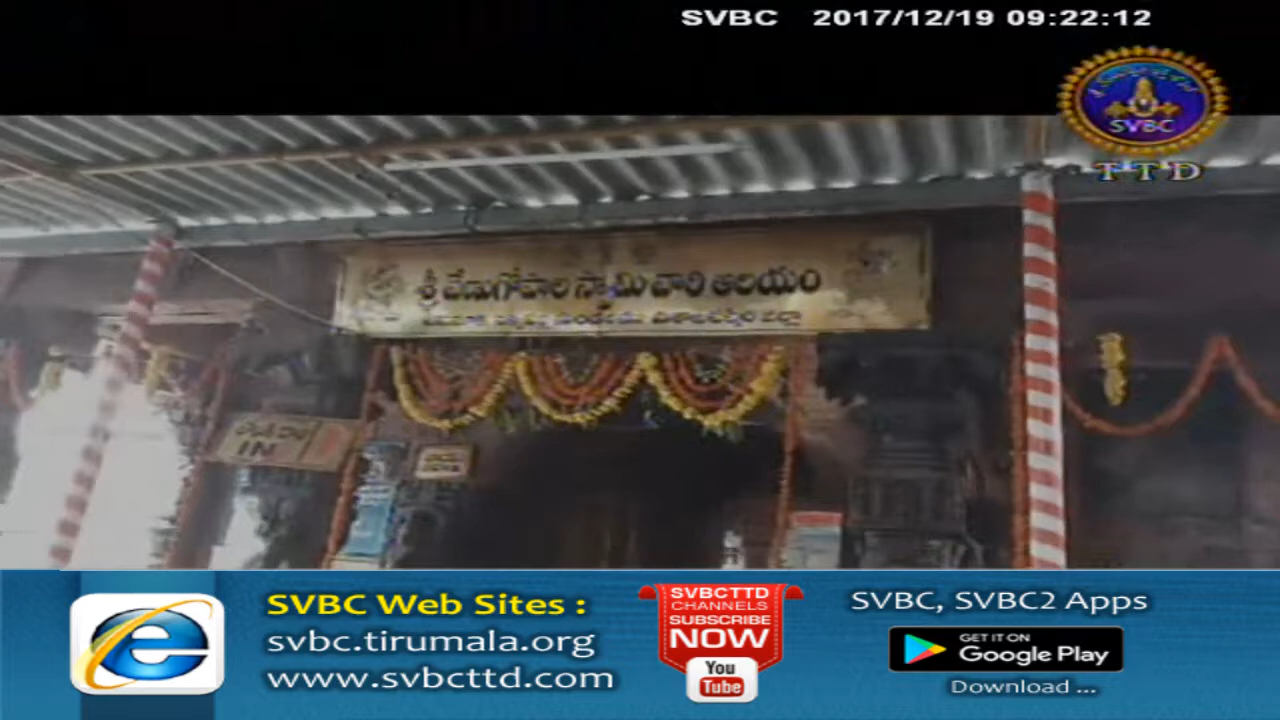 SVBC 2017/12/19 09:22:12
SVBC
T T D
శ్రీ వేణుగోపాల స్వామి వారి ఆలయం
IN
SVBC Web Sites :
svbc.tirumala.org
www.svbcttd.com
SVBCTTD
CHANNELS
SUBSCRIBE
NOW
You
Tube
SVBC, SVBC2 Apps
GET IT ON
Google Play
Download ...